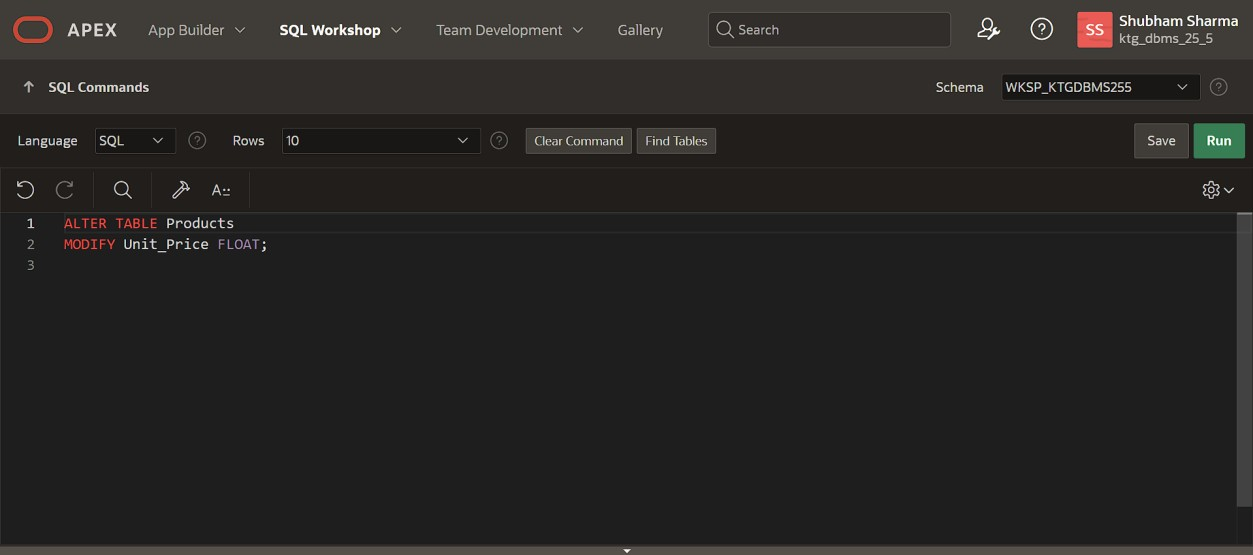 APEX App Builder SQL Workshop Team Development Gallery Search ? SS Shubham Sharma
ktg_dbms_25_5
SQL Commands Schema WKSP_KTGDBMS255 ?
Language SQL ? Rows 10 ? Clear Command Find Tables Save Run
A::
1 ALTER TABLE Products
2 MODIFY Unit_Price FLOAT;
3